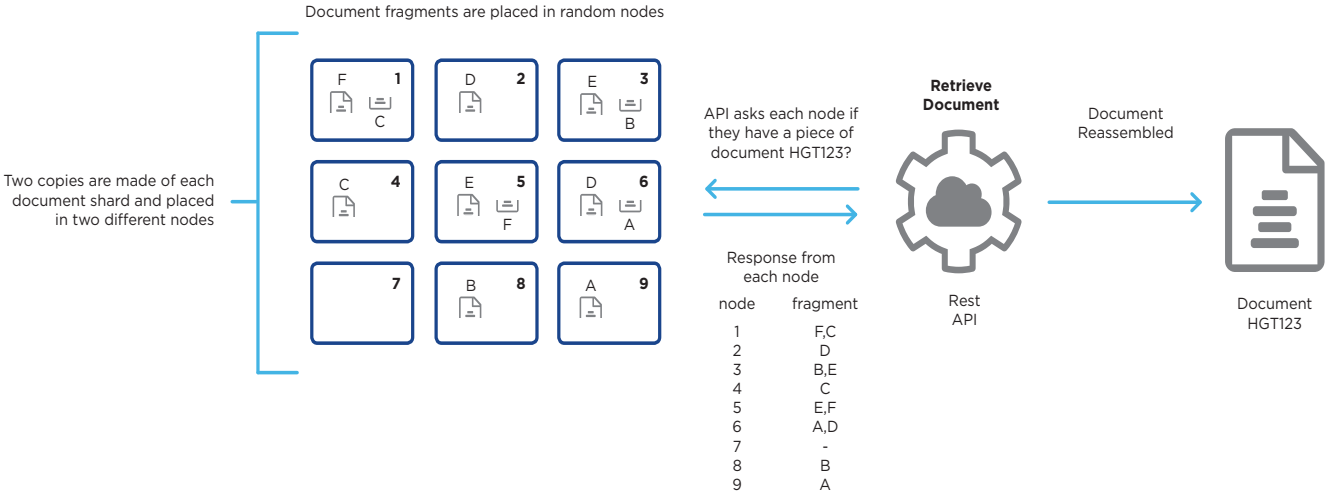 Document fragments are placed in random nodes
Two copies are made of each
document shard and placed
in two different nodes
F 1
C
D 2
E 3
B
C 4
E 5
F
D 6
A
7
B 8
A 9
API asks each node if
they have a piece of
document HGT123?
Response from
each node
node fragment
1 F,C
2 D
3 B,E
4 C
5 E,F
6 A,D
7 -
8 B
9 A
Retrieve
Document
Rest
API
Document
Reassembled
Document
HGT123